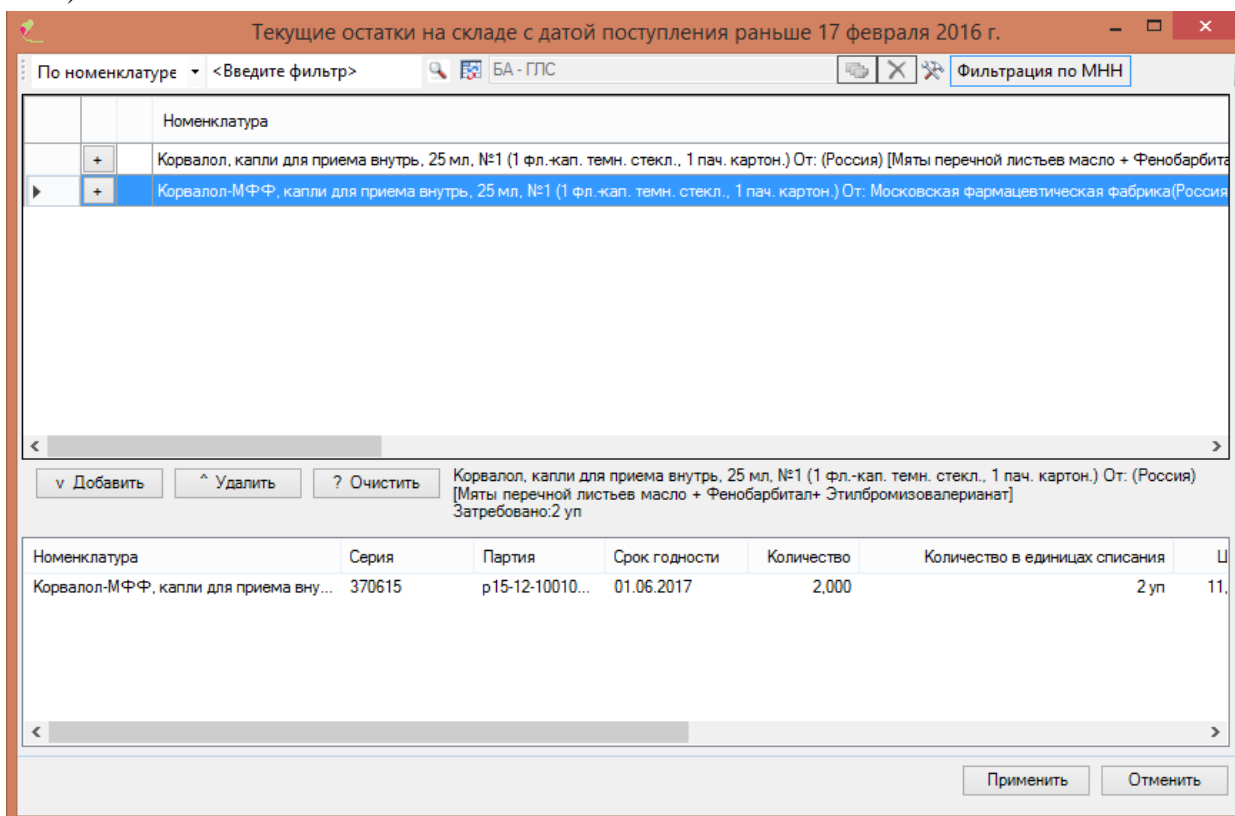 Текущие остатки на складе с датой поступления раньше 17 февраля 2016 г.
По номенклатуре <Введите фильтр> БА - ГЛС Фильтрация по МНН
Номенклатура
+ Корвалол, капли для приема внутрь, 25 мл, №1 (1 фл.-кап. темн. стекл., 1 пач. картон.) От: (Россия) [Мяты перечной листьев масло + Фенобарбита
+ Корвалол-МФФ, капли для приема внутрь, 25 мл, №1 (1 фл.-кап. темн. стекл., 1 пач. картон.) От: Московская фармацевтическая фабрика(Россия
v Добавить ^ Удалить ? Очистить
Корвалол, капли для приема внутрь, 25 мл, №1 (1 фл.-кап. темн. стекл., 1 пач. картон.) От: (Россия)
[Мяты перечной листьев масло + Фенобарбитал+ Этилбромизовалерианат]
Затребовано:2 уп
Номенклатура Серия Партия Срок годности Количество Количество в единицах списания Ц
Корвалол-МФФ, капли для приема вну... 370615 р15-12-10010... 01.06.2017 2,000 2 уп 11,
Применить Отменить